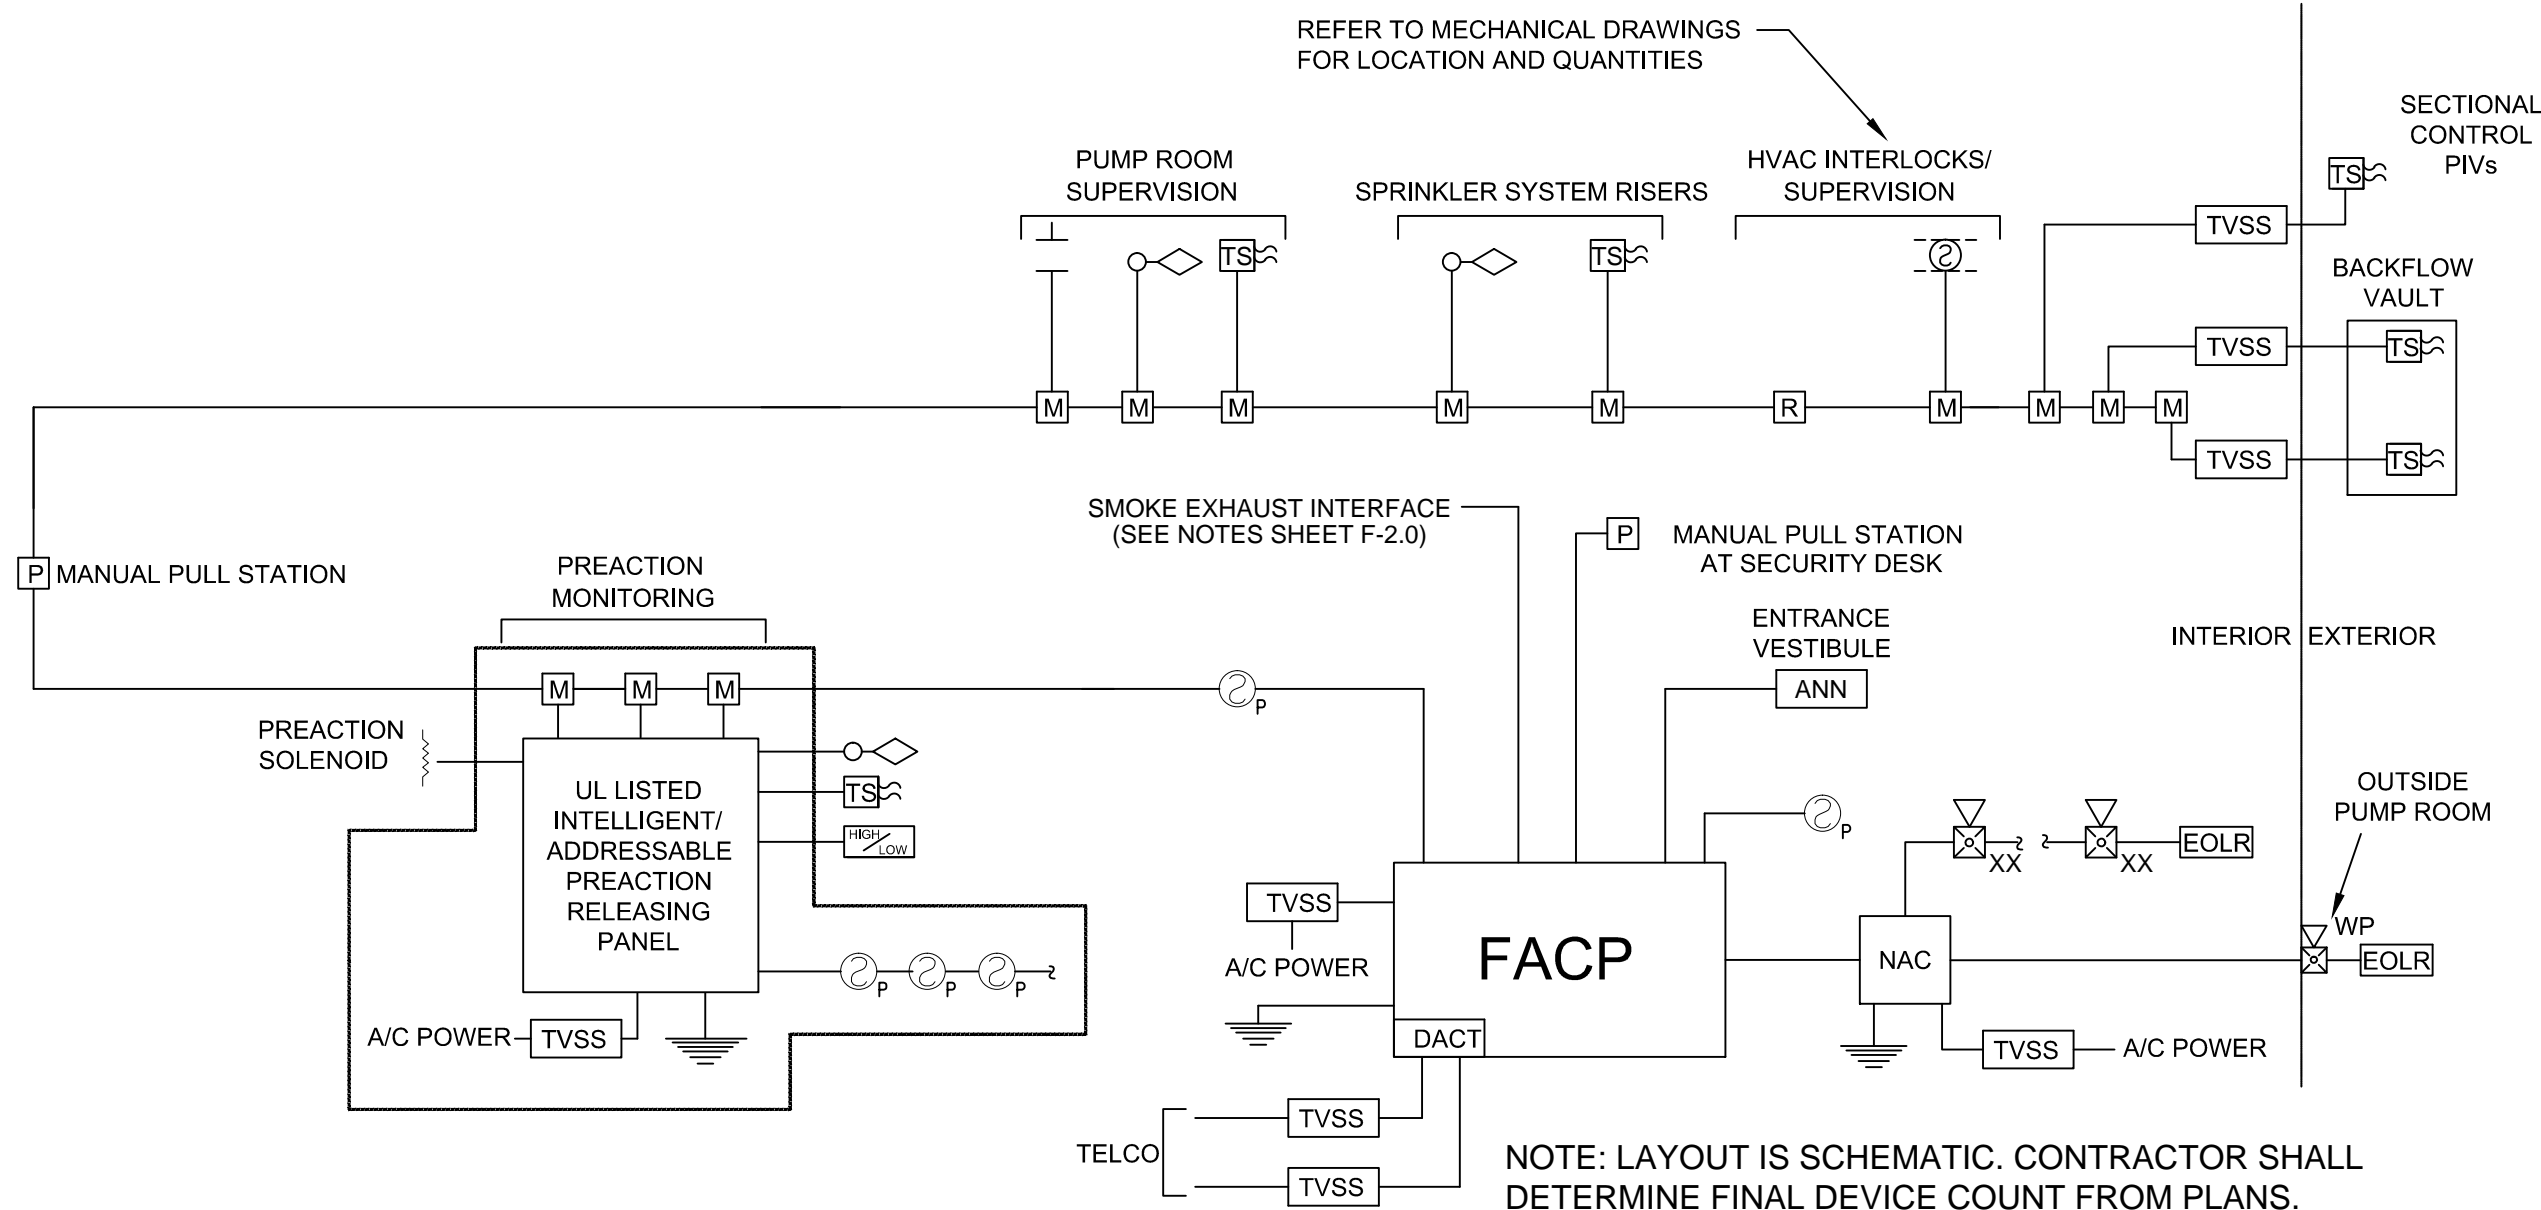 REFER TO MECHANICAL DRAWINGS
FOR LOCATION AND QUANTITIES
SECTIONAL
CONTROL
PIVs
PUMP ROOM
SUPERVISION
SPRINKLER SYSTEM RISERS
HVAC INTERLOCKS/
SUPERVISION
TS
TVSS
TS
TS
S
BACKFLOW
VAULT
TVSS
TS
M
M
M
M
M
R
M
M
M
M
TVSS
TS
SMOKE EXHAUST INTERFACE
(SEE NOTES SHEET F-2.0)
P
MANUAL PULL STATION
AT SECURITY DESK
P
MANUAL PULL STATION
PREACTION
MONITORING
ENTRANCE
VESTIBULE
ANN
INTERIOR
EXTERIOR
M
M
M
S
P
PREACTION
SOLENOID
UL LISTED
INTELLIGENT/
ADDRESSABLE
PREACTION
RELEASING
PANEL
TS
HIGH/
LOW
S
P
S
P
S
P
A/C POWER
TVSS
S
P
XX
XX
EOLR
OUTSIDE
PUMP ROOM
WP
EOLR
TVSS
A/C POWER
FACP
NAC
DACT
TVSS
A/C POWER
TELCO
TVSS
TVSS
NOTE: LAYOUT IS SCHEMATIC. CONTRACTOR SHALL
DETERMINE FINAL DEVICE COUNT FROM PLANS.